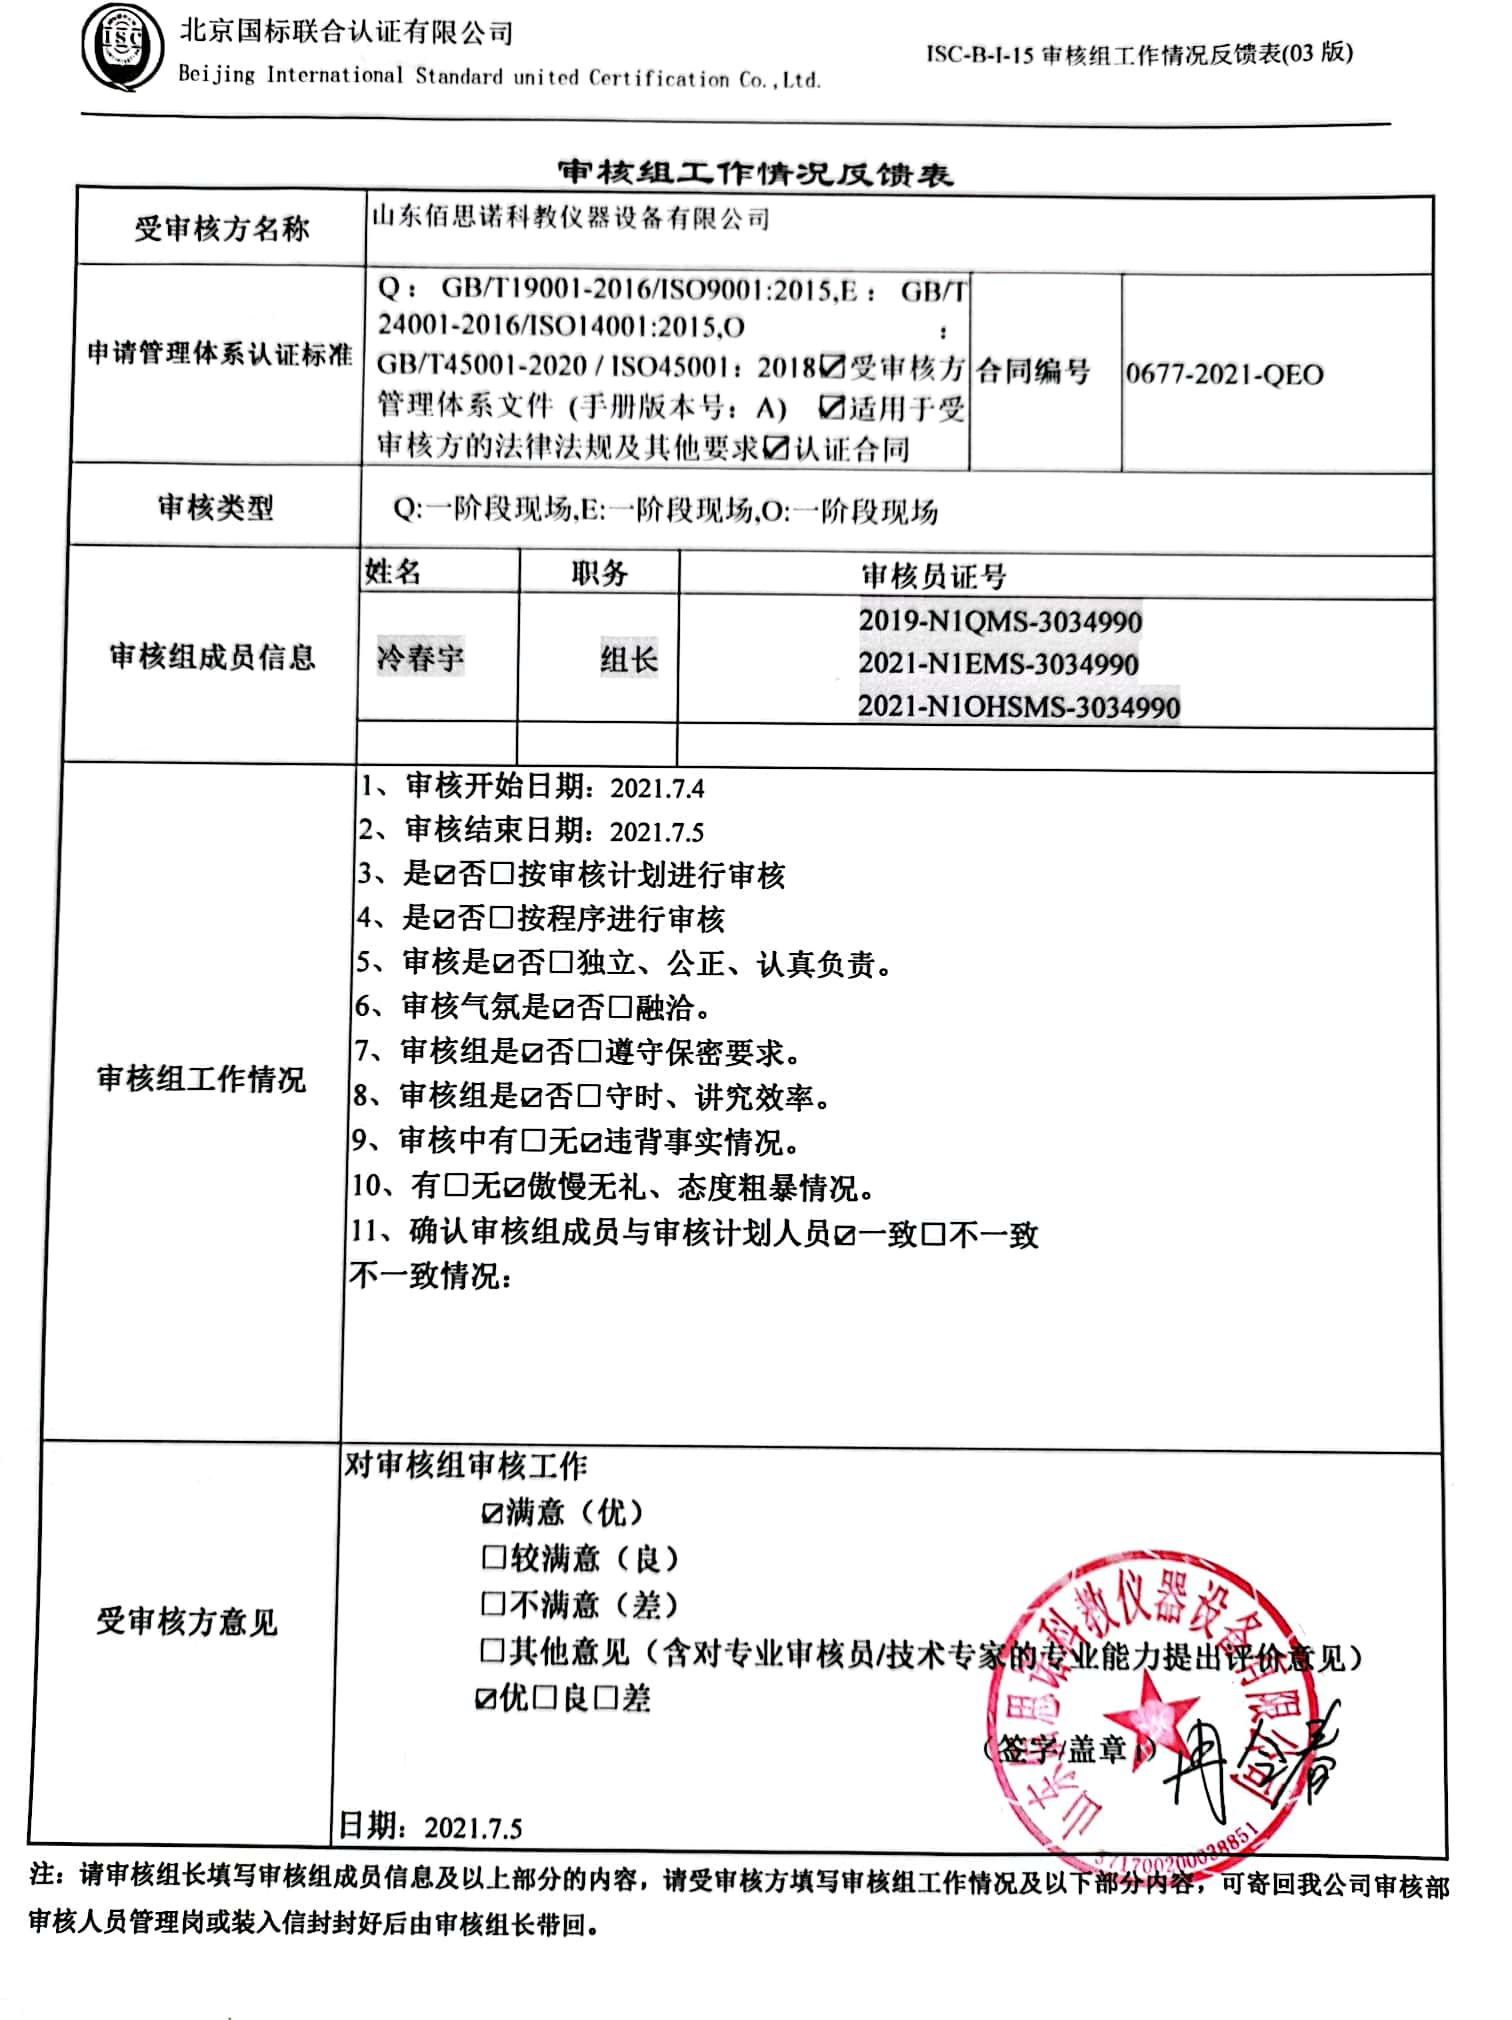 ISC
北京国标联合认证有限公司
Beijing International Standard united Certification Co.,Ltd.
ISC-B-I-15 审核组工作情况反馈表(03 版)
审核组工作情况反馈表
受审核方名称
山东佰思诺科教仪器设备有限公司
申请管理体系认证标准
Q： GB/T19001-2016/ISO9001:2015,E： GB/T
24001-2016/ISO14001:2015,O ：
GB/T45001-2020 / ISO45001：2018☑受审核方
管理体系文件（手册版本号：A） ☑适用于受
审核方的法律法规及其他要求☑认证合同
合同编号
0677-2021-QEO
审核类型
Q:一阶段现场,E:一阶段现场,O:一阶段现场
审核组成员信息
姓名 职务 审核员证号
冷春宇 组长
2019-N1QMS-3034990
2021-N1EMS-3034990
2021-N1OHSMS-3034990
审核组工作情况
1、审核开始日期：2021.7.4
2、审核结束日期：2021.7.5
3、是☑否☐按审核计划进行审核
4、是☑否☐按程序进行审核
5、审核是☑否☐独立、公正、认真负责。
6、审核气氛是☑否☐融洽。
7、审核组是☑否☐遵守保密要求。
8、审核组是☑否☐守时、讲究效率。
9、审核中有☐无☑违背事实情况。
10、有☐无☑傲慢无礼、态度粗暴情况。
11、确认审核组成员与审核计划人员☑一致☐不一致
不一致情况：
受审核方意见
对审核组审核工作
☑满意（优）
☐较满意（良）
☐不满意（差）
☐其他意见（含对专业审核员/技术专家的专业能力提出评价意见）
☑优☐良☐差
（签字/盖章）
山东佰思诺科教仪器设备有限公司
日期：2021.7.5
注：请审核组长填写审核组成员信息及以上部分的内容，请受审核方填写审核组工作情况及以下部分内容，可寄回我公司审核部
审核人员管理岗或装入信封封好后由审核组长带回。